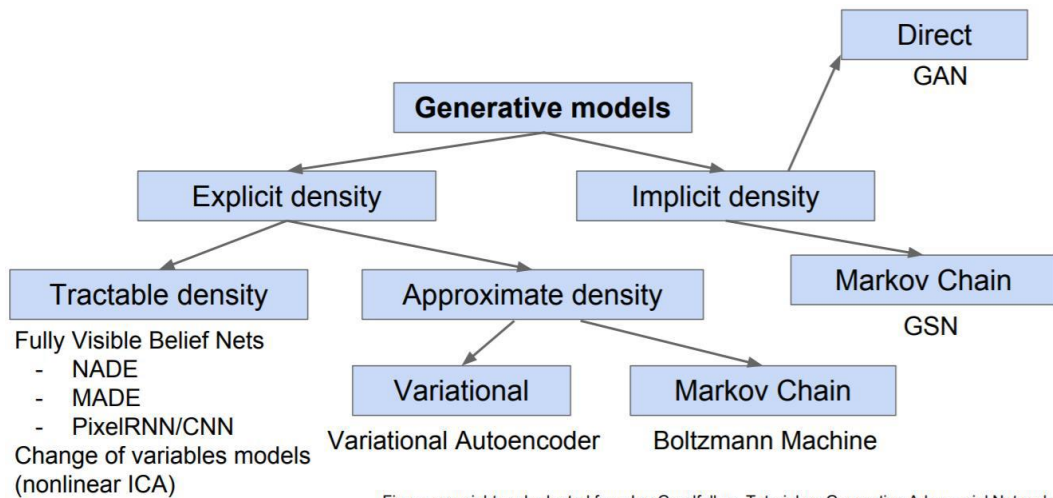 Direct
GAN
Generative models
Explicit density
Implicit density
Tractable density
Approximate density
Markov Chain
GSN
Fully Visible Belief Nets
- NADE
- MADE
- PixelRNN/CNN
Change of variables models
(nonlinear ICA)
Variational
Markov Chain
Variational Autoencoder
Boltzmann Machine